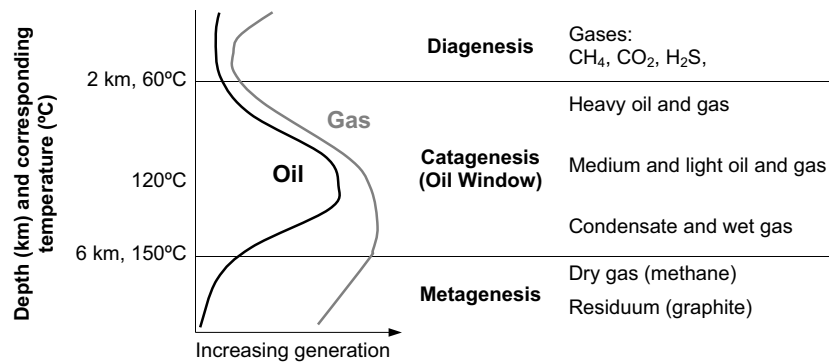 Depth (km) and corresponding
temperature (ºC)
Diagenesis
Gases:
CH₄, CO₂, H₂S,
2 km, 60ºC
Heavy oil and gas
Gas
Oil
120ºC
Catagenesis
(Oil Window)
Medium and light oil and gas
Condensate and wet gas
6 km, 150ºC
Dry gas (methane)
Metagenesis
Residuum (graphite)
Increasing generation